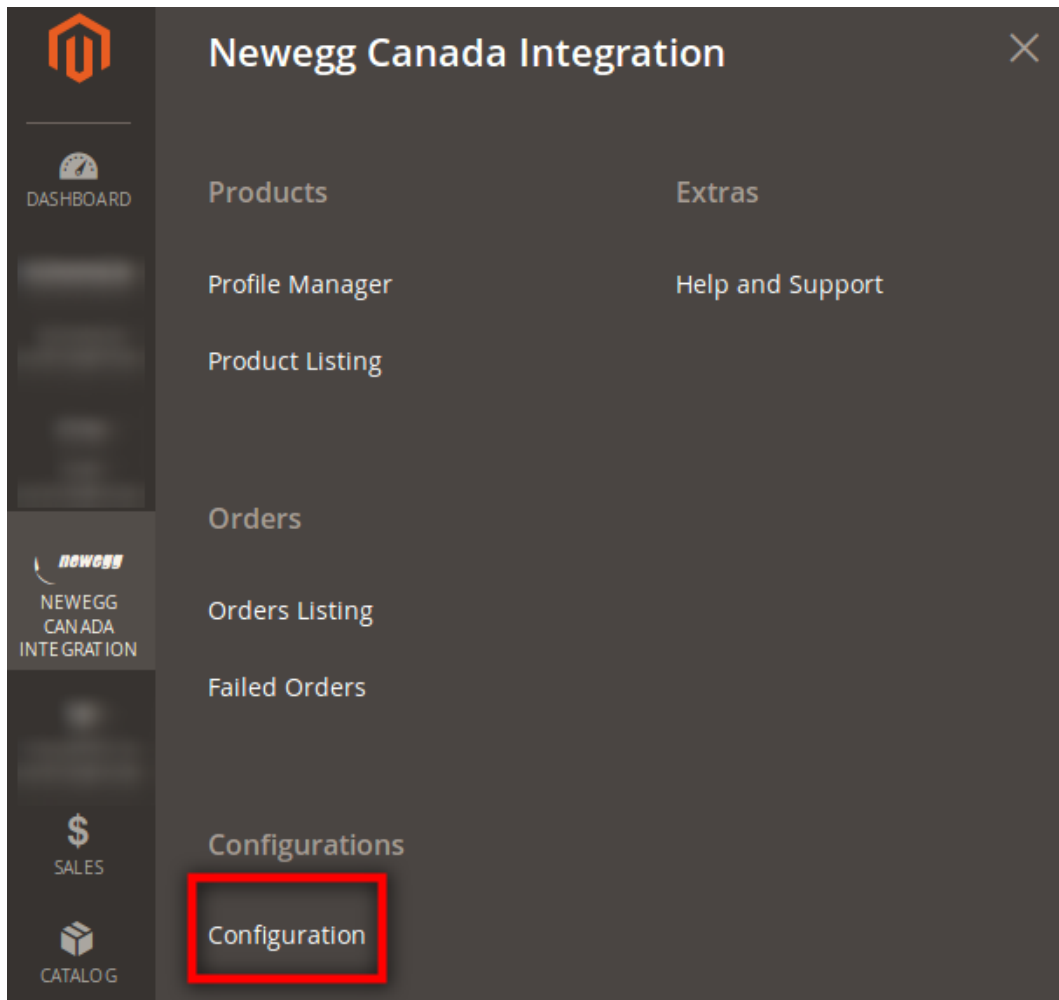 Newegg Canada Integration
DASHBOARD
Products
Extras
Profile Manager
Help and Support
Product Listing
Orders
newegg
NEWEGG
CANADA
INTEGRATION
Orders Listing
Failed Orders
$
SALES
Configurations
Configuration
CATALOG